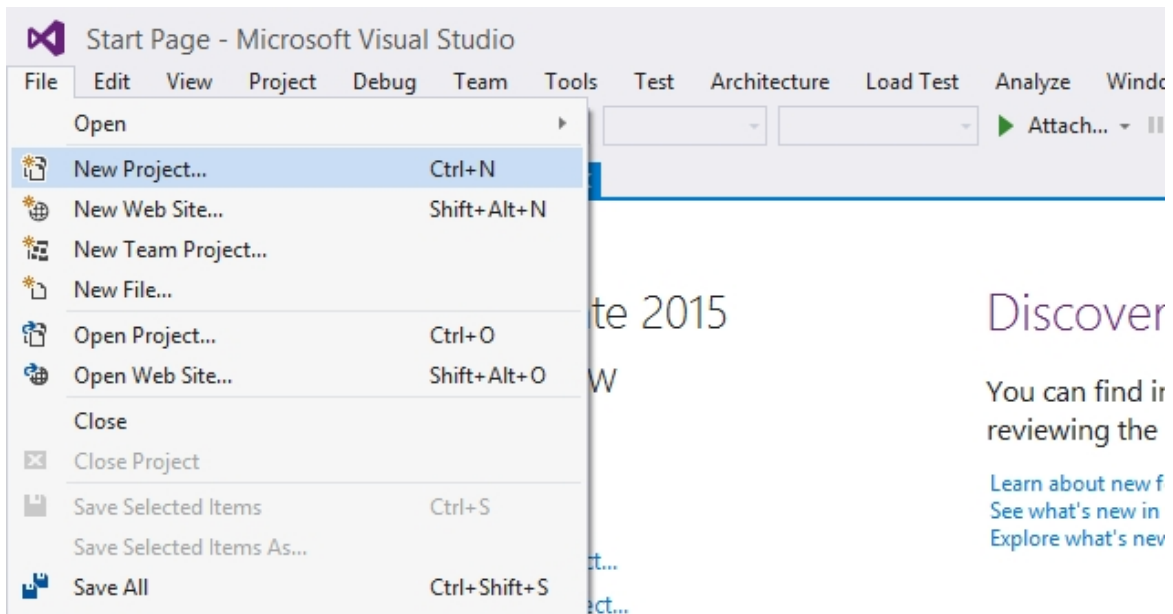 Start Page - Microsoft Visual Studio
File Edit View Project Debug Team Tools Test Architecture Load Test Analyze
Open
Attach...
New Project... Ctrl+N
New Web Site... Shift+Alt+N
New Team Project...
New File...
2015
Discover
Open Project... Ctrl+O
Open Web Site... Shift+Alt+O
You can find
Close
reviewing the
Close Project
Learn about new
Save Selected Items Ctrl+S
See what's new in
Save Selected Items As...
Explore what's new
Save All Ctrl+Shift+S